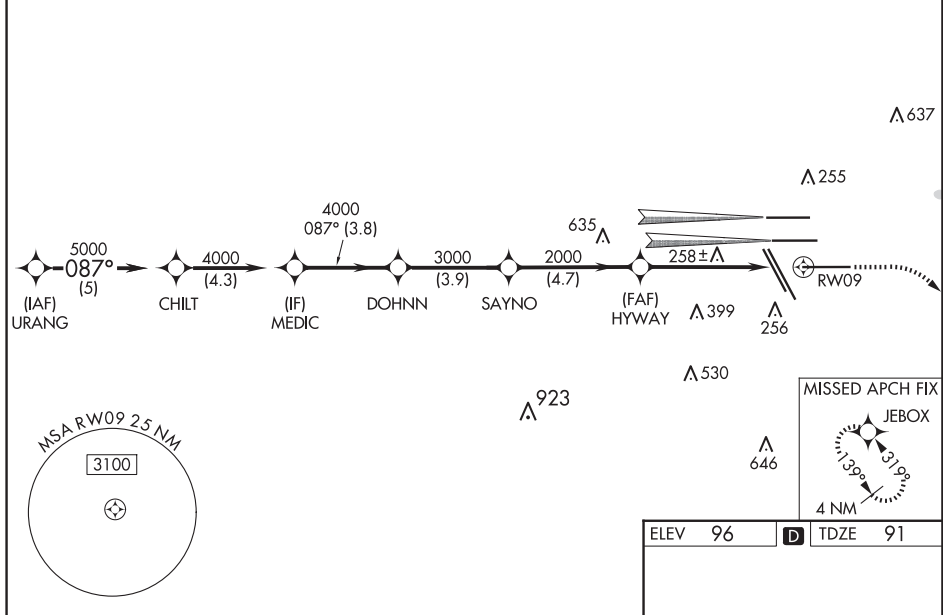 637
255
4000
087° (3.8)
635
5000
087°
(5)
4000
(4.3)
3000
(3.9)
2000
(4.7)
258±
RW09
(IAF)
URANG
CHILT
(IF)
MEDIC
DOHNN
SAYNO
(FAF)
HYWAY
399
256
530
923
646
MISSED APCH FIX
JEBOX
139°
319°
4 NM
MSA RW09 25 NM
3100
ELEV 96 D TDZE 91